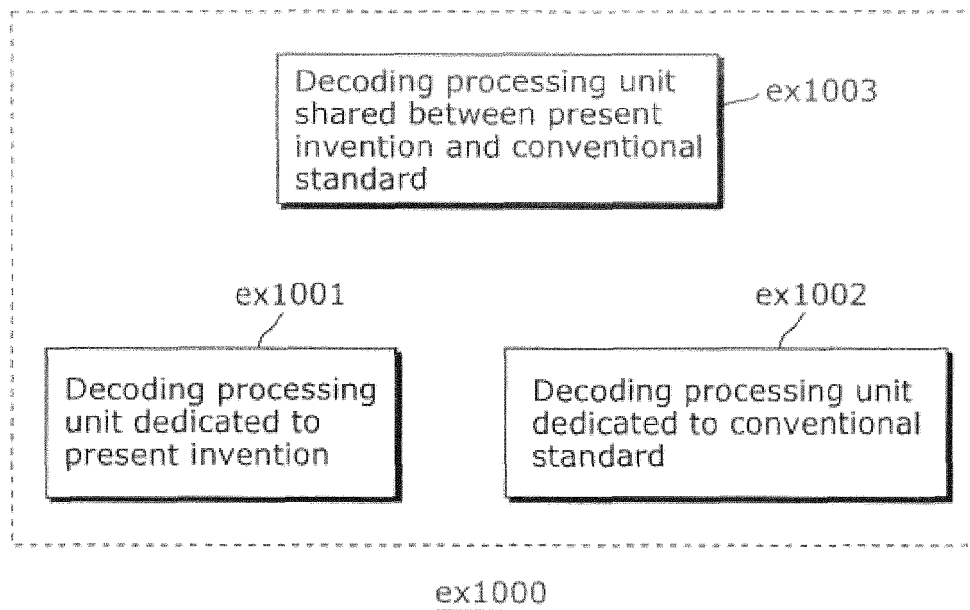 Decoding processing unit
shared between present
invention and conventional
standard
ex1003
ex1001
ex1002
Decoding processing
unit dedicated to
present invention
Decoding processing unit
dedicated to conventional
standard
ex1000